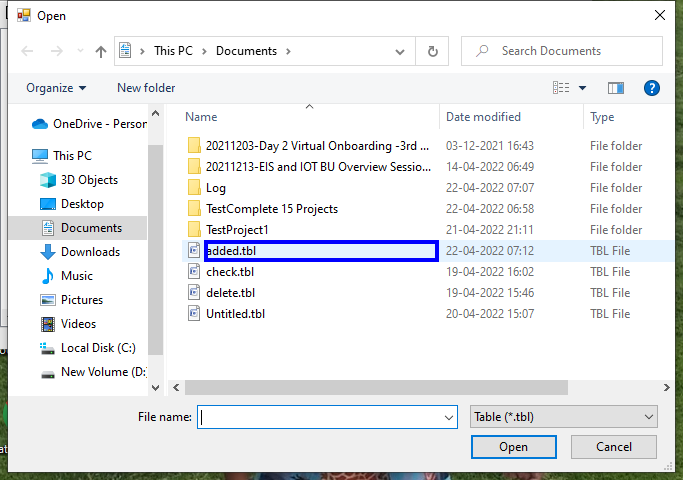 Open
This PC > Documents >
Search Documents
Organize
New folder
Name
Date modified
Type
OneDrive - Person
This PC
3D Objects
Desktop
Documents
Downloads
Music
Pictures
Videos
Local Disk (C:)
New Volume (D:
20211203-Day 2 Virtual Onboarding -3rd ... 03-12-2021 16:43 File folder
20211213-EIS and IOT BU Overview Sessio... 14-04-2022 06:49 File folder
Log 22-04-2022 07:07 File folder
TestComplete 15 Projects 22-04-2022 06:58 File folder
TestProject1 21-04-2022 21:11 File folder
added.tbl 22-04-2022 07:12 TBL File
check.tbl 19-04-2022 16:02 TBL File
delete.tbl 19-04-2022 15:46 TBL File
Untitled.tbl 20-04-2022 15:07 TBL File
File name:
Table (*.tbl)
Open
Cancel